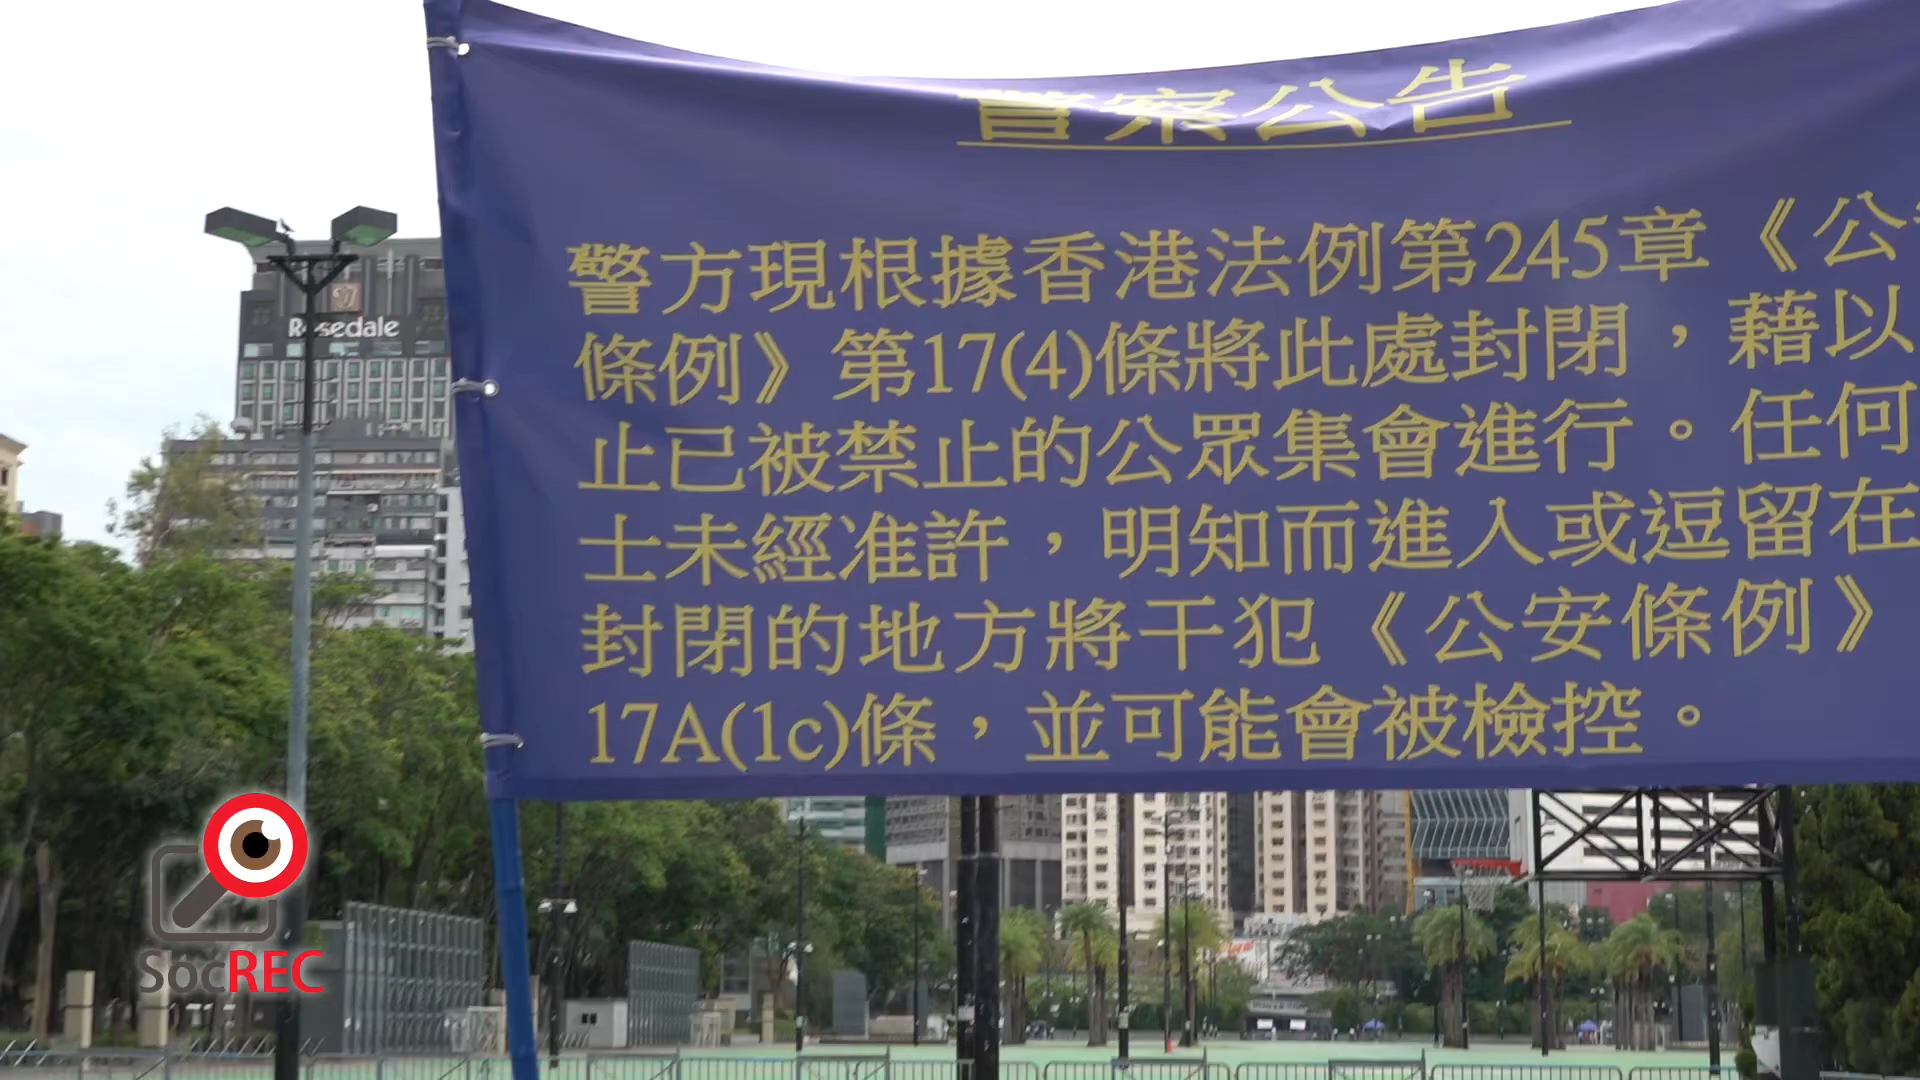 警察公告
警方現根據香港法例第245章《公
條例》第17(4)條將此處封閉，藉以
止已被禁止的公眾集會進行。任何
士未經准許，明知而進入或逗留在
封閉的地方將干犯《公安條例》
17A(1c)條，並可能會被檢控。
Rosedale
SocREC